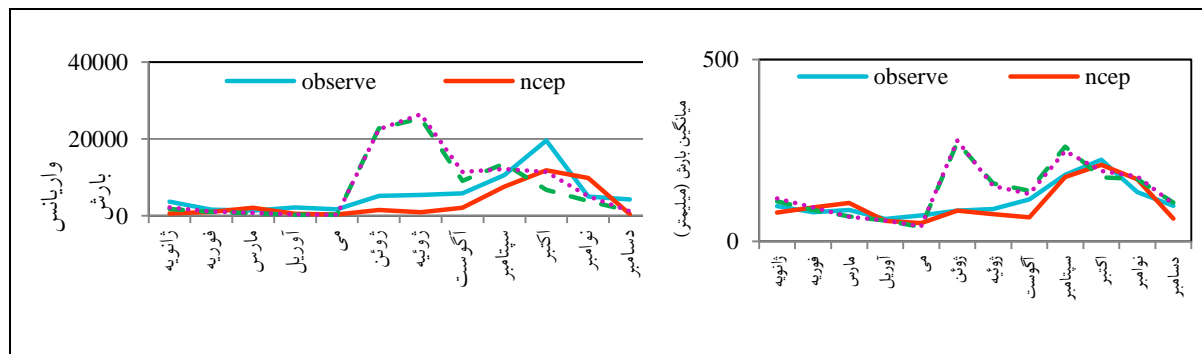 40000
20000
0
واریانس
بارش
observe
ncep
ژانویه
فوریه
مارس
آوریل
می
ژوئن
ژوئیه
آگوست
سپتامبر
اکتبر
نوامبر
دسامبر
500
0
میانگین بارش (میلیمتر)
observe
ncep
ژانویه
فوریه
مارس
آوریل
می
ژوئن
ژوئیه
آگوست
سپتامبر
اکتبر
نوامبر
دسامبر